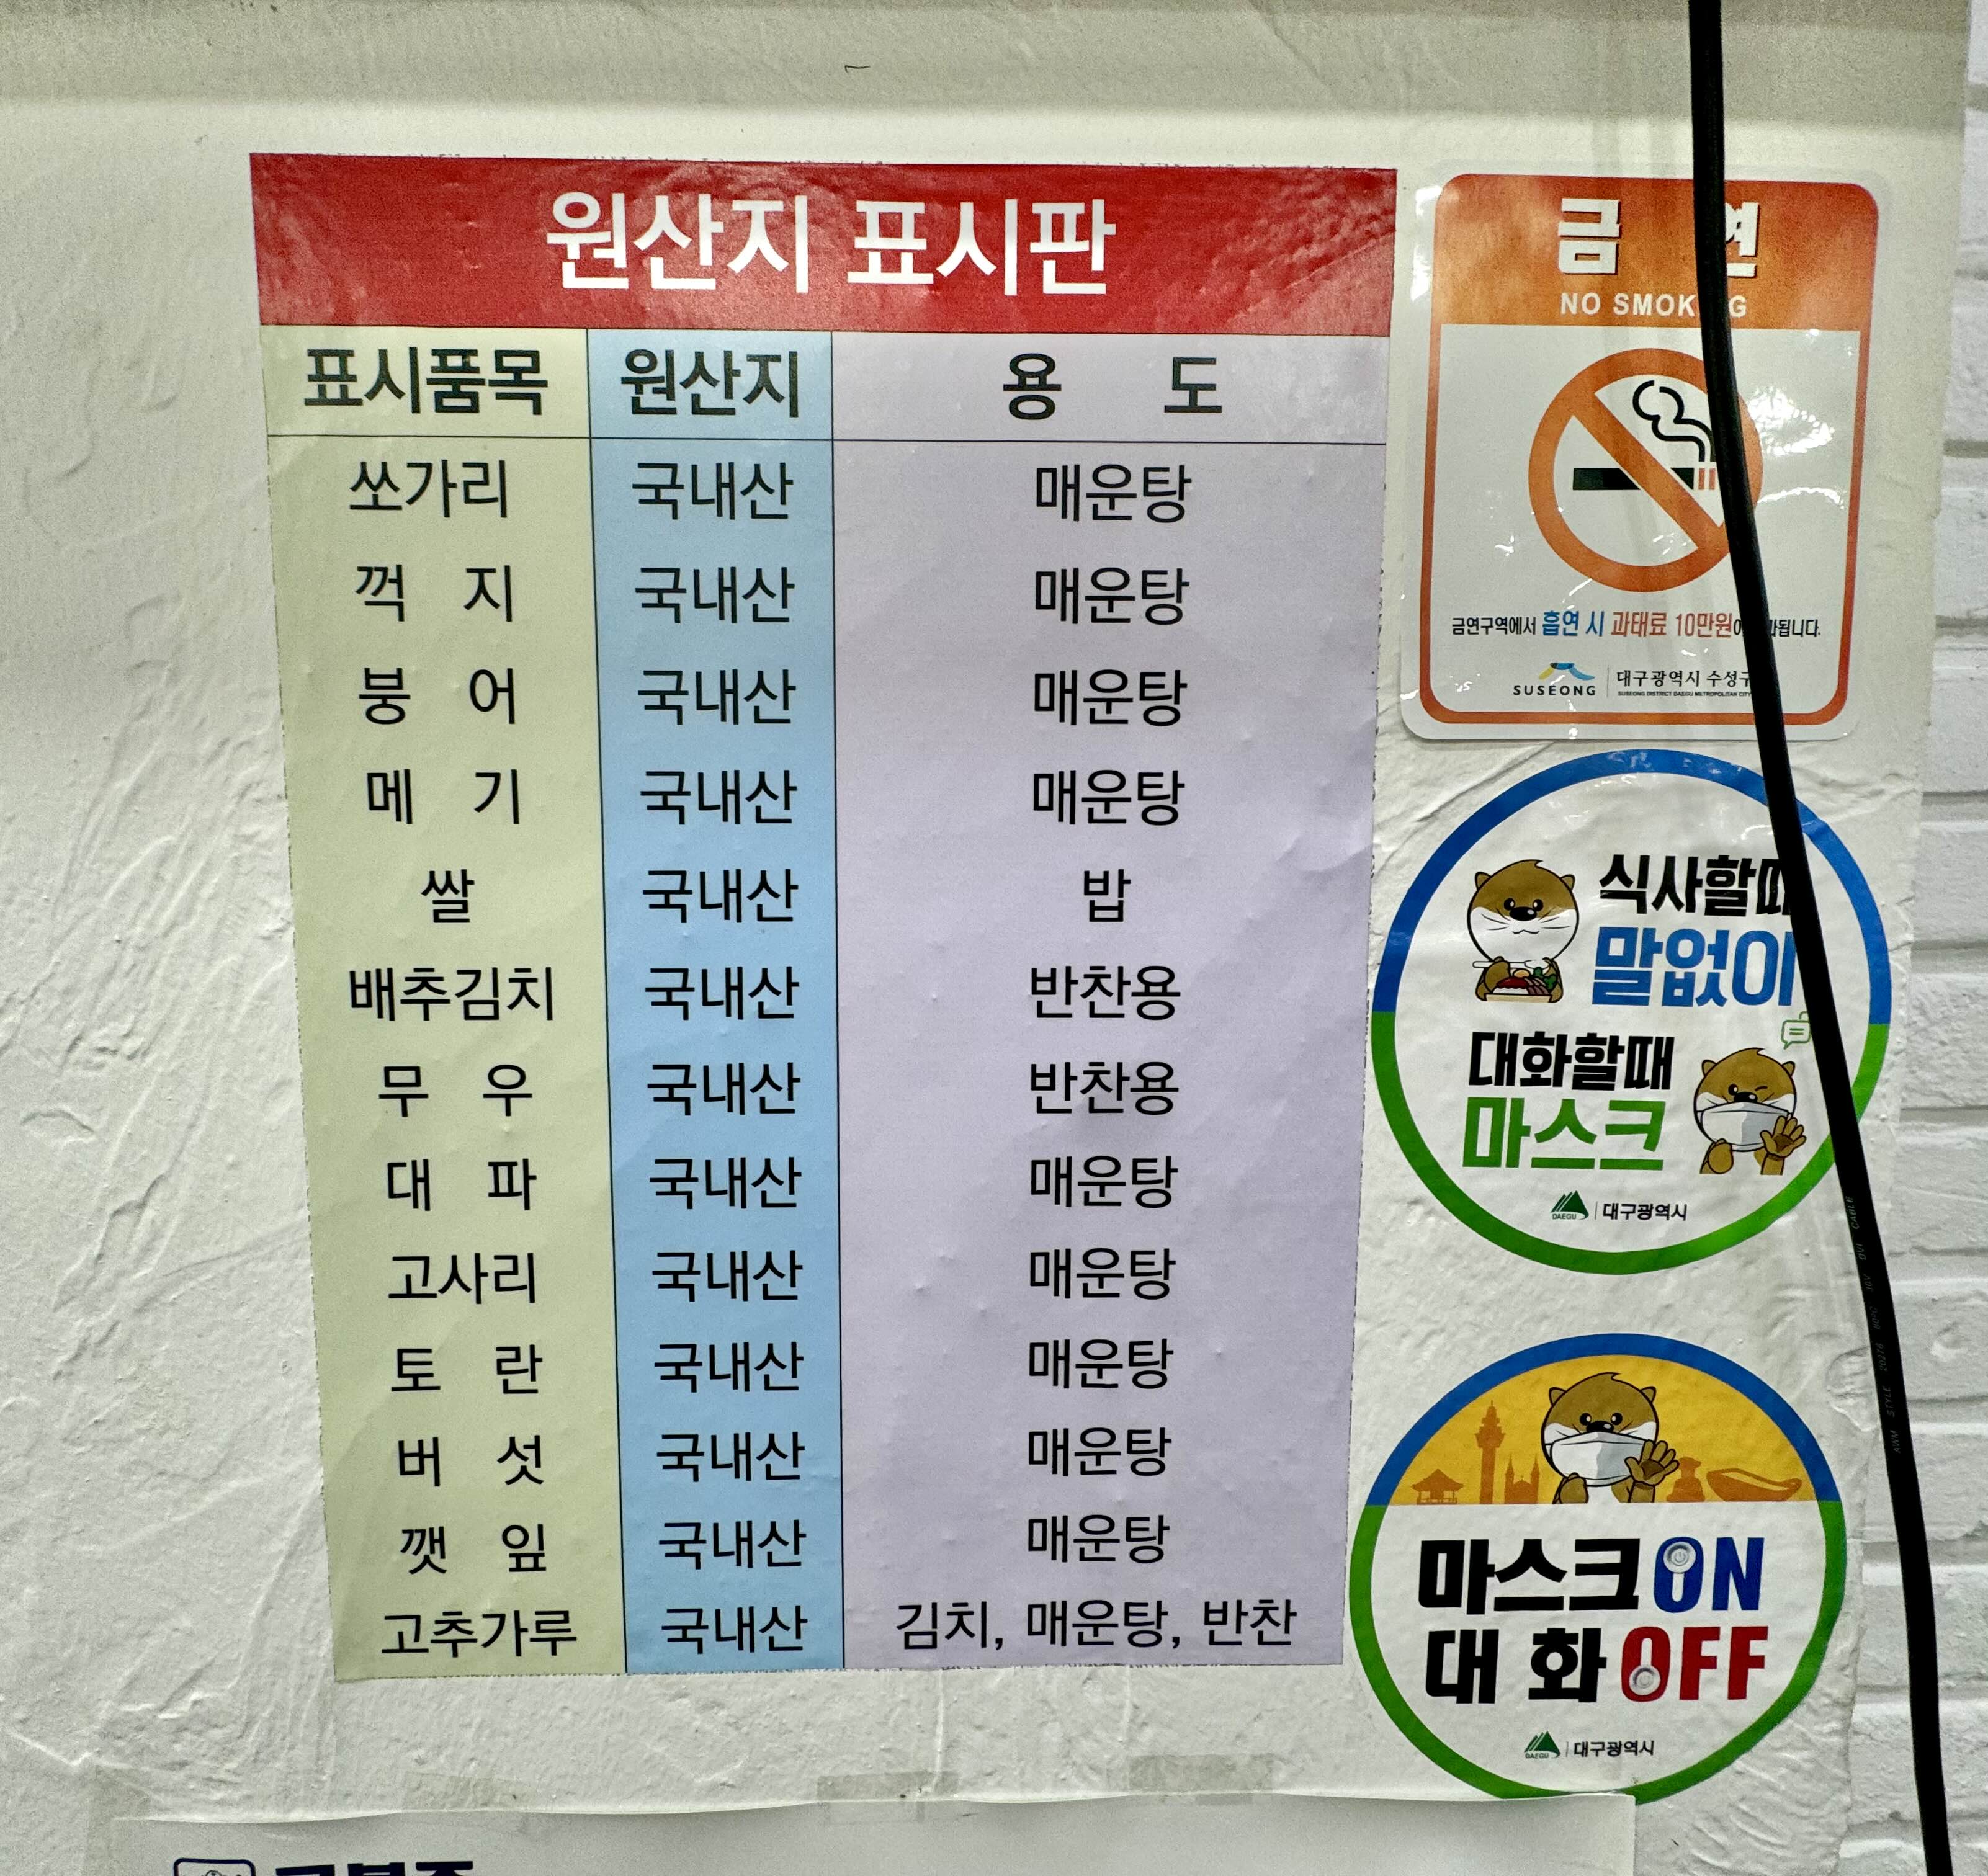 원산지 표시판
표시품목 원산지 용 도
쏘가리 국내산 매운탕
꺽 지 국내산 매운탕
붕 어 국내산 매운탕
메 기 국내산 매운탕
쌀 국내산 밥
배추김치 국내산 반찬용
무 우 국내산 반찬용
대 파 국내산 매운탕
고사리 국내산 매운탕
토 란 국내산 매운탕
버 섯 국내산 매운탕
깻 잎 국내산 매운탕
고추가루 국내산 김치, 매운탕, 반찬
금 연
NO SMOKING
금연구역에서 흡연 시 과태료 10만원
SUSEONG 대구광역시 수성구
SUSEONG DISTRICT DAEGU METROPOLITAN CITY
식사할때
말없이
대화할때
마스크
DAEGU 대구광역시
마스크 ON
대 화 OFF
DAEGU 대구광역시